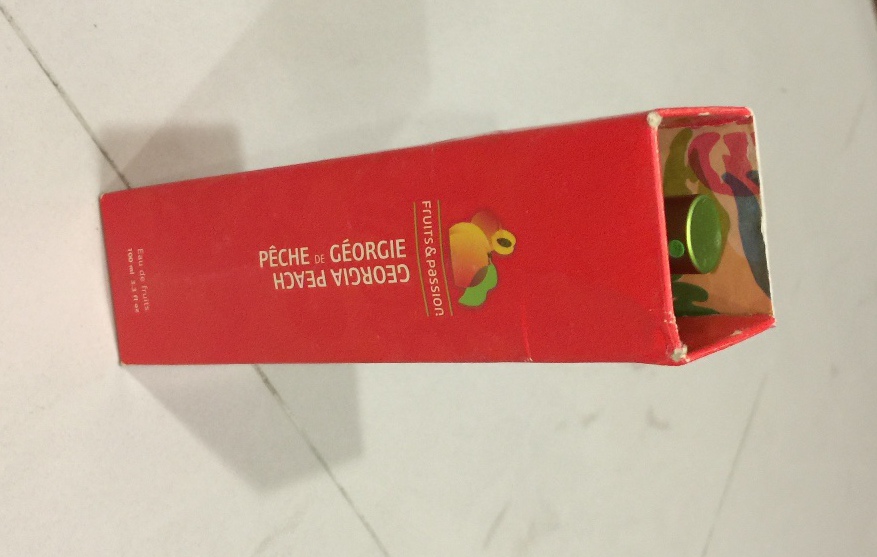 FRUITS & PASSION
PÊCHE DE GÉORGIE
GEORGIA PEACH
Eau de fruits
100 ml 3.3 fl oz